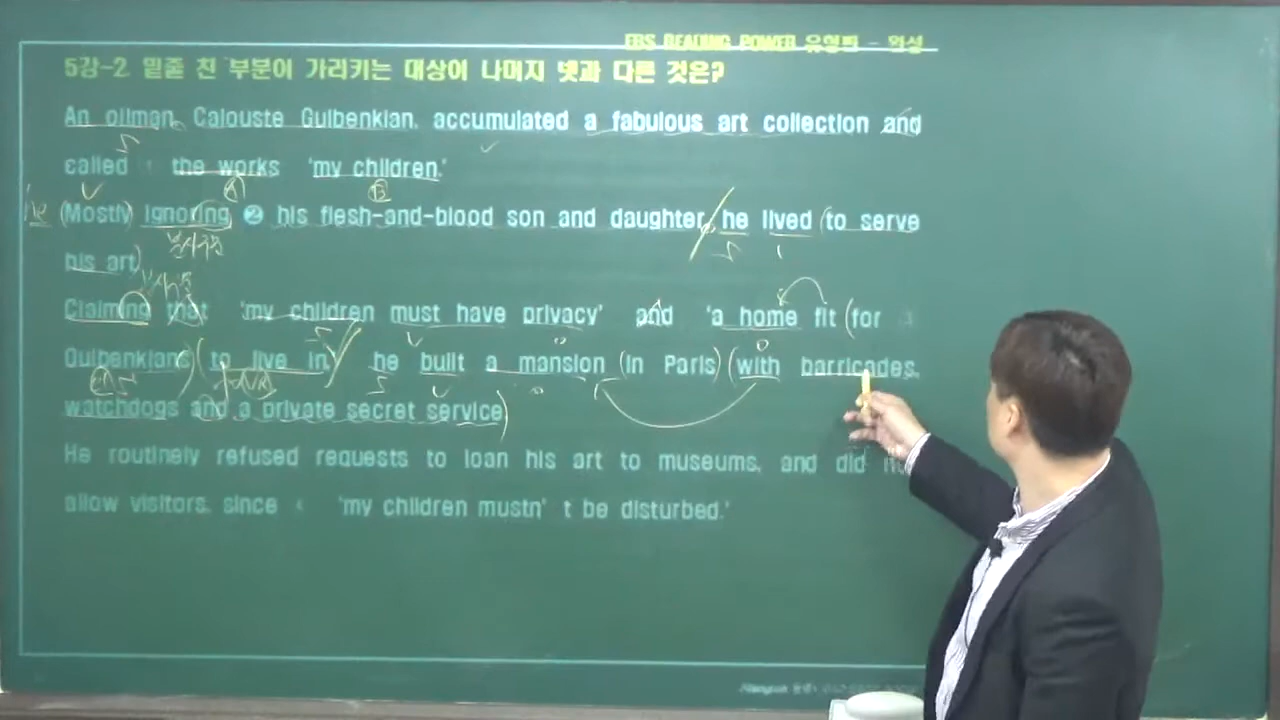 EBS READING POWER 유형편 - 완성
5강-2 밑줄 친 부분이 가리키는 대상이 나머지 넷과 다른 것은?
An oilman, Calouste Gulbenkian, accumulated a fabulous art collection and
called the works 'my children.'
he (Mostly) ignoring ❷ his flesh-and-blood son and daughter, he lived (to serve
his art)
Claiming that 'my children must have privacy' and 'a home fit (for
Gulbenkians) (to live in,' he built a mansion (in Paris) (with barricades,
watchdogs and a private secret service)
He routinely refused requests to loan his art to museums, and did
allow visitors, since 'my children mustn' t be disturbed.'